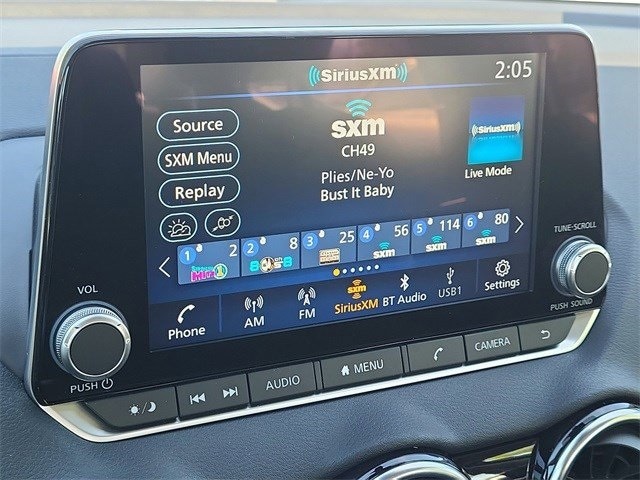 SiriusXM
2:05
Source
SXM Menu
Replay
sxm
CH49
Plies/Ne-Yo
Bust It Baby
SiriusXM
Live Mode
1 2
2 8
3 25
4 56
5 114
6 80
sxm
sxm
sxm
Phone
AM
FM
sxm
SiriusXM
BT Audio
USB1
Settings
VOL
PUSH
TUNE·SCROLL
PUSH SOUND
AUDIO
MENU
CAMERA